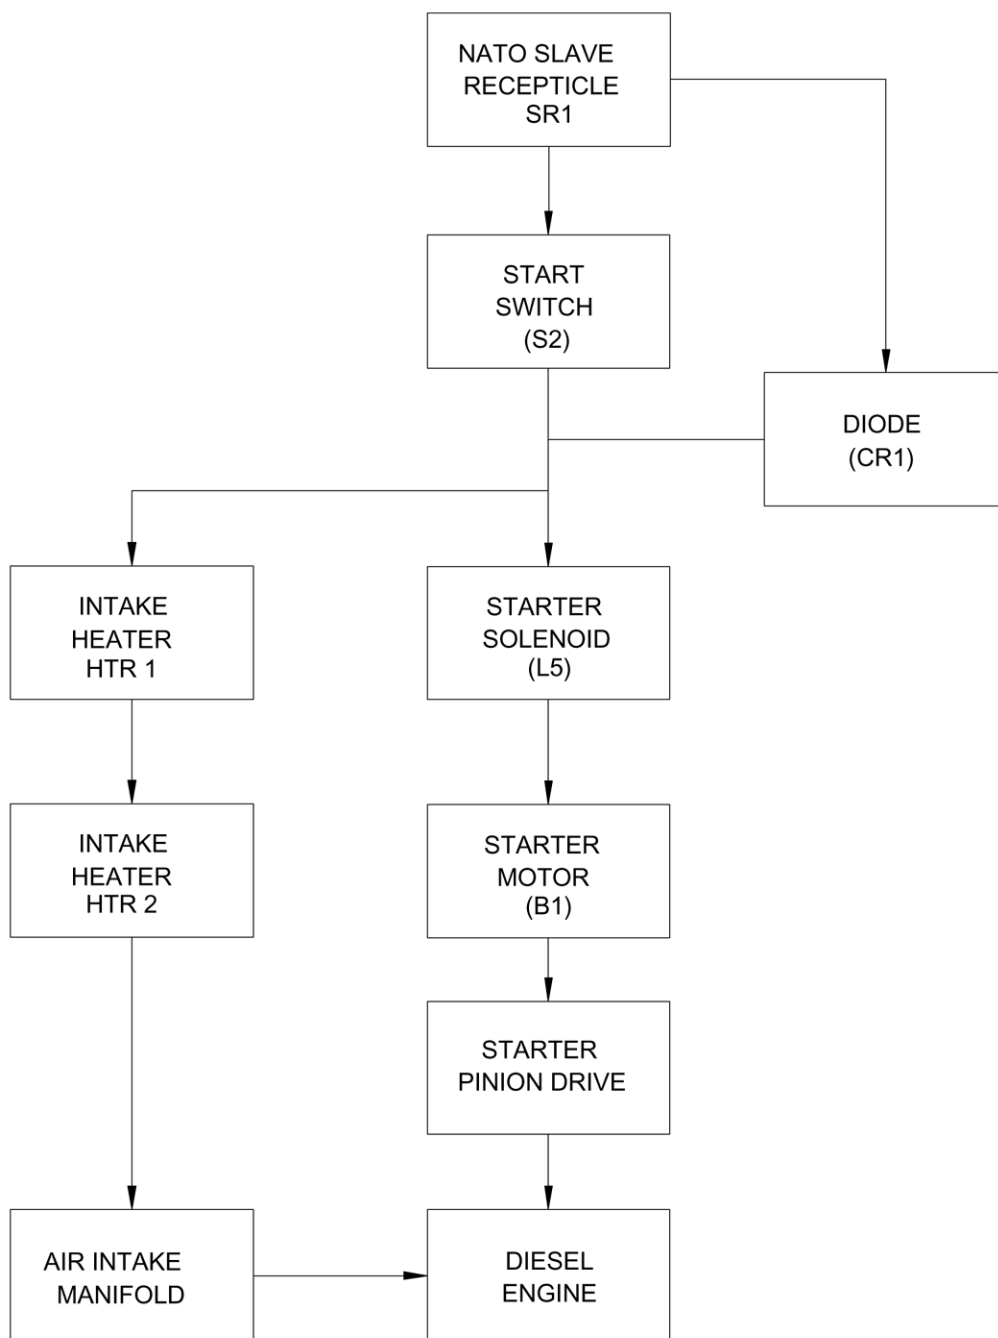 NATO SLAVE
RECEPTICLE
SR1
START
SWITCH
(S2)
DIODE
(CR1)
INTAKE
HEATER
HTR 1
STARTER
SOLENOID
(L5)
INTAKE
HEATER
HTR 2
STARTER
MOTOR
(B1)
STARTER
PINION DRIVE
AIR INTAKE
MANIFOLD
DIESEL
ENGINE